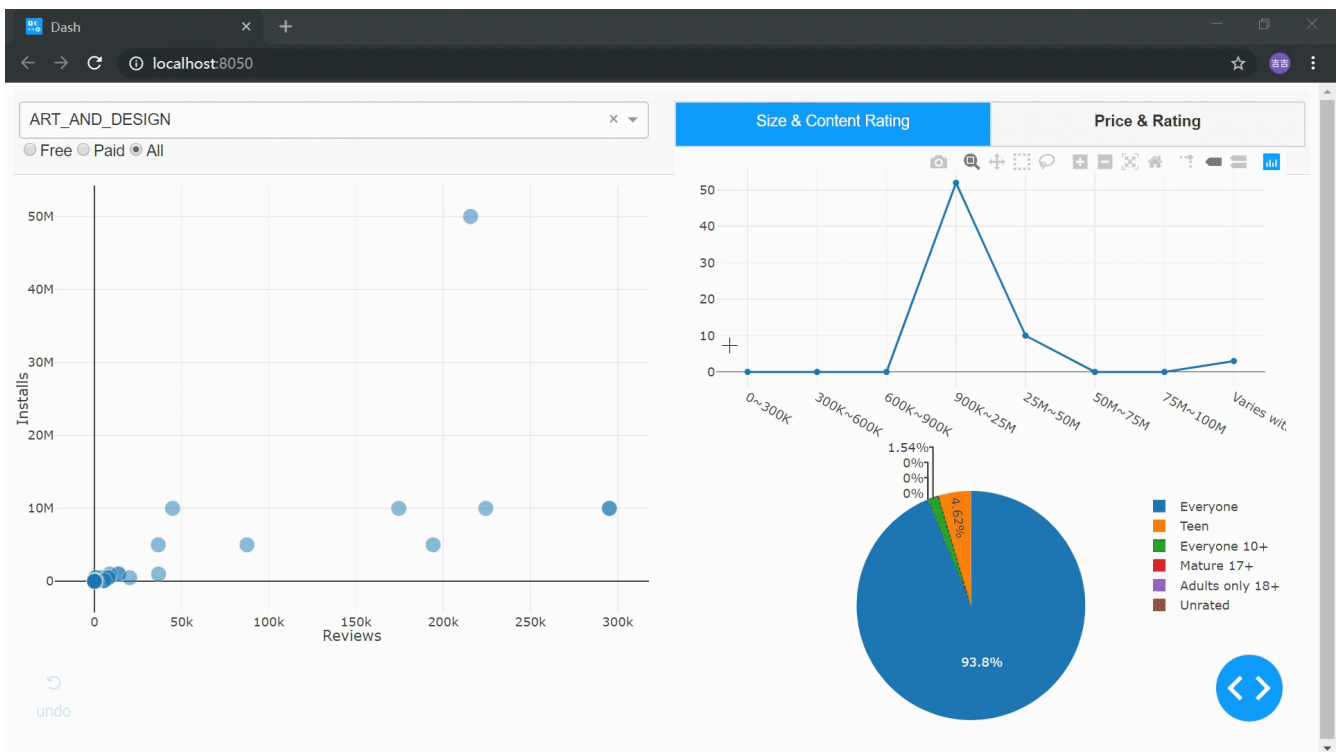 Dash
localhost:8050
吉吉
ART_AND_DESIGN
Free Paid All
Size & Content Rating
Price & Rating
50M
40M
30M
20M
10M
0
Installs
0 50k 100k 150k 200k 250k 300k
Reviews
undo
50
40
30
20
10
0
0~300K
300K~600K
600K~900K
900K~25M
25M~50M
50M~75M
75M~100M
Varies wit.
1.54%
0%
0%
0%
4.62%
93.8%
Everyone
Teen
Everyone 10+
Mature 17+
Adults only 18+
Unrated